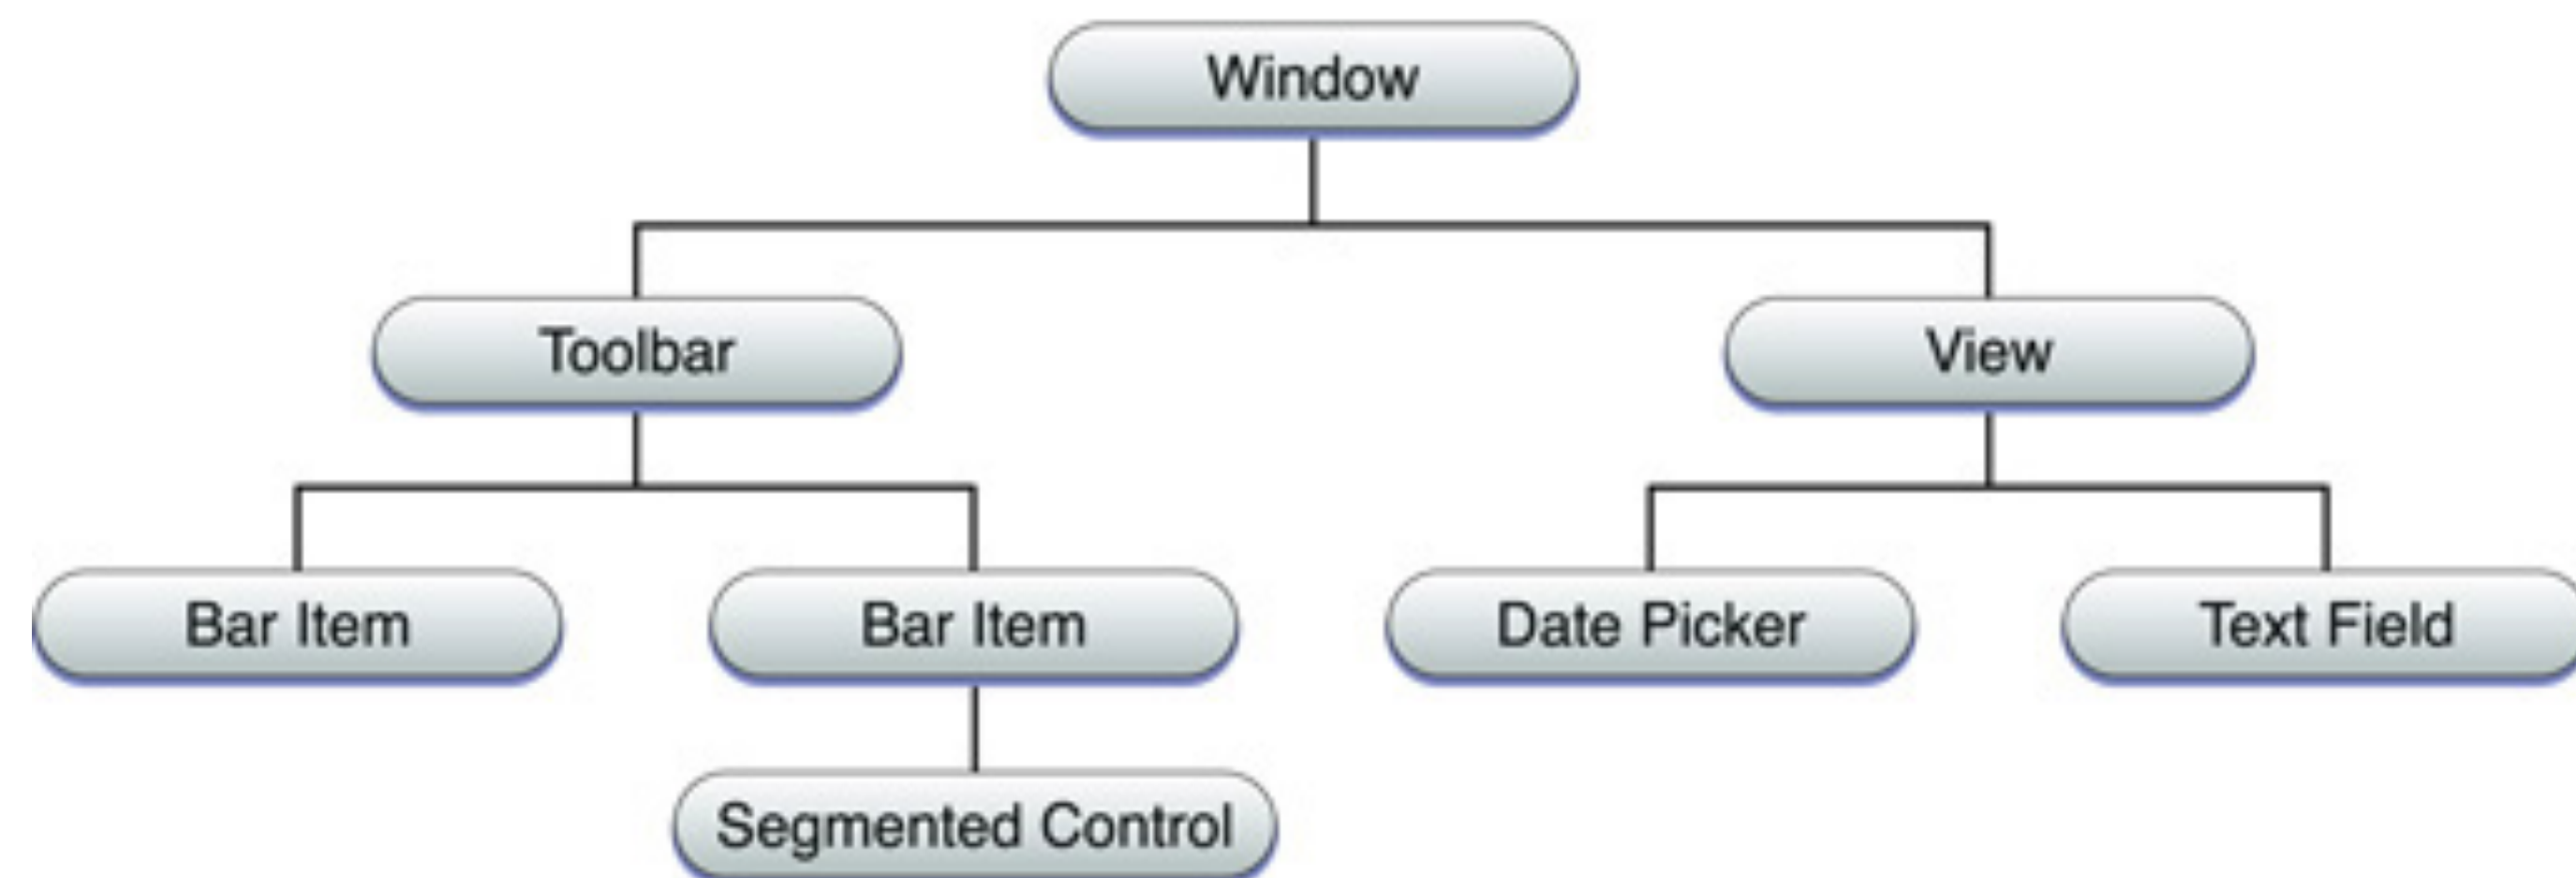 Window
Toolbar
View
Bar Item
Bar Item
Date Picker
Text Field
Segmented Control